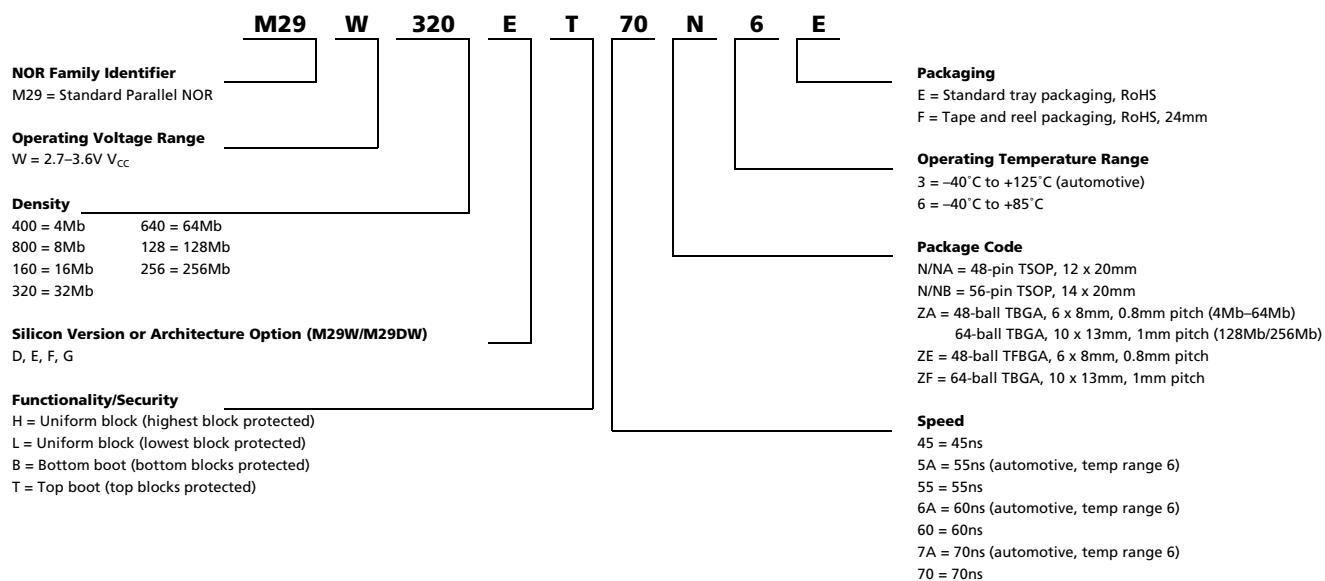 M29 W 320 E T 70 N 6 E
NOR Family Identifier
M29 = Standard Parallel NOR
Operating Voltage Range
W = 2.7–3.6V VCC
Density
400 = 4Mb 640 = 64Mb
800 = 8Mb 128 = 128Mb
160 = 16Mb 256 = 256Mb
320 = 32Mb
Silicon Version or Architecture Option (M29W/M29DW)
D, E, F, G
Functionality/Security
H = Uniform block (highest block protected)
L = Uniform block (lowest block protected)
B = Bottom boot (bottom blocks protected)
T = Top boot (top blocks protected)
Packaging
E = Standard tray packaging, RoHS
F = Tape and reel packaging, RoHS, 24mm
Operating Temperature Range
3 = –40˚C to +125˚C (automotive)
6 = –40˚C to +85˚C
Package Code
N/NA = 48-pin TSOP, 12 x 20mm
N/NB = 56-pin TSOP, 14 x 20mm
ZA = 48-ball TBGA, 6 x 8mm, 0.8mm pitch (4Mb–64Mb)
64-ball TBGA, 10 x 13mm, 1mm pitch (128Mb/256Mb)
ZE = 48-ball TFBGA, 6 x 8mm, 0.8mm pitch
ZF = 64-ball TBGA, 10 x 13mm, 1mm pitch
Speed
45 = 45ns
5A = 55ns (automotive, temp range 6)
55 = 55ns
6A = 60ns (automotive, temp range 6)
60 = 60ns
7A = 70ns (automotive, temp range 6)
70 = 70ns